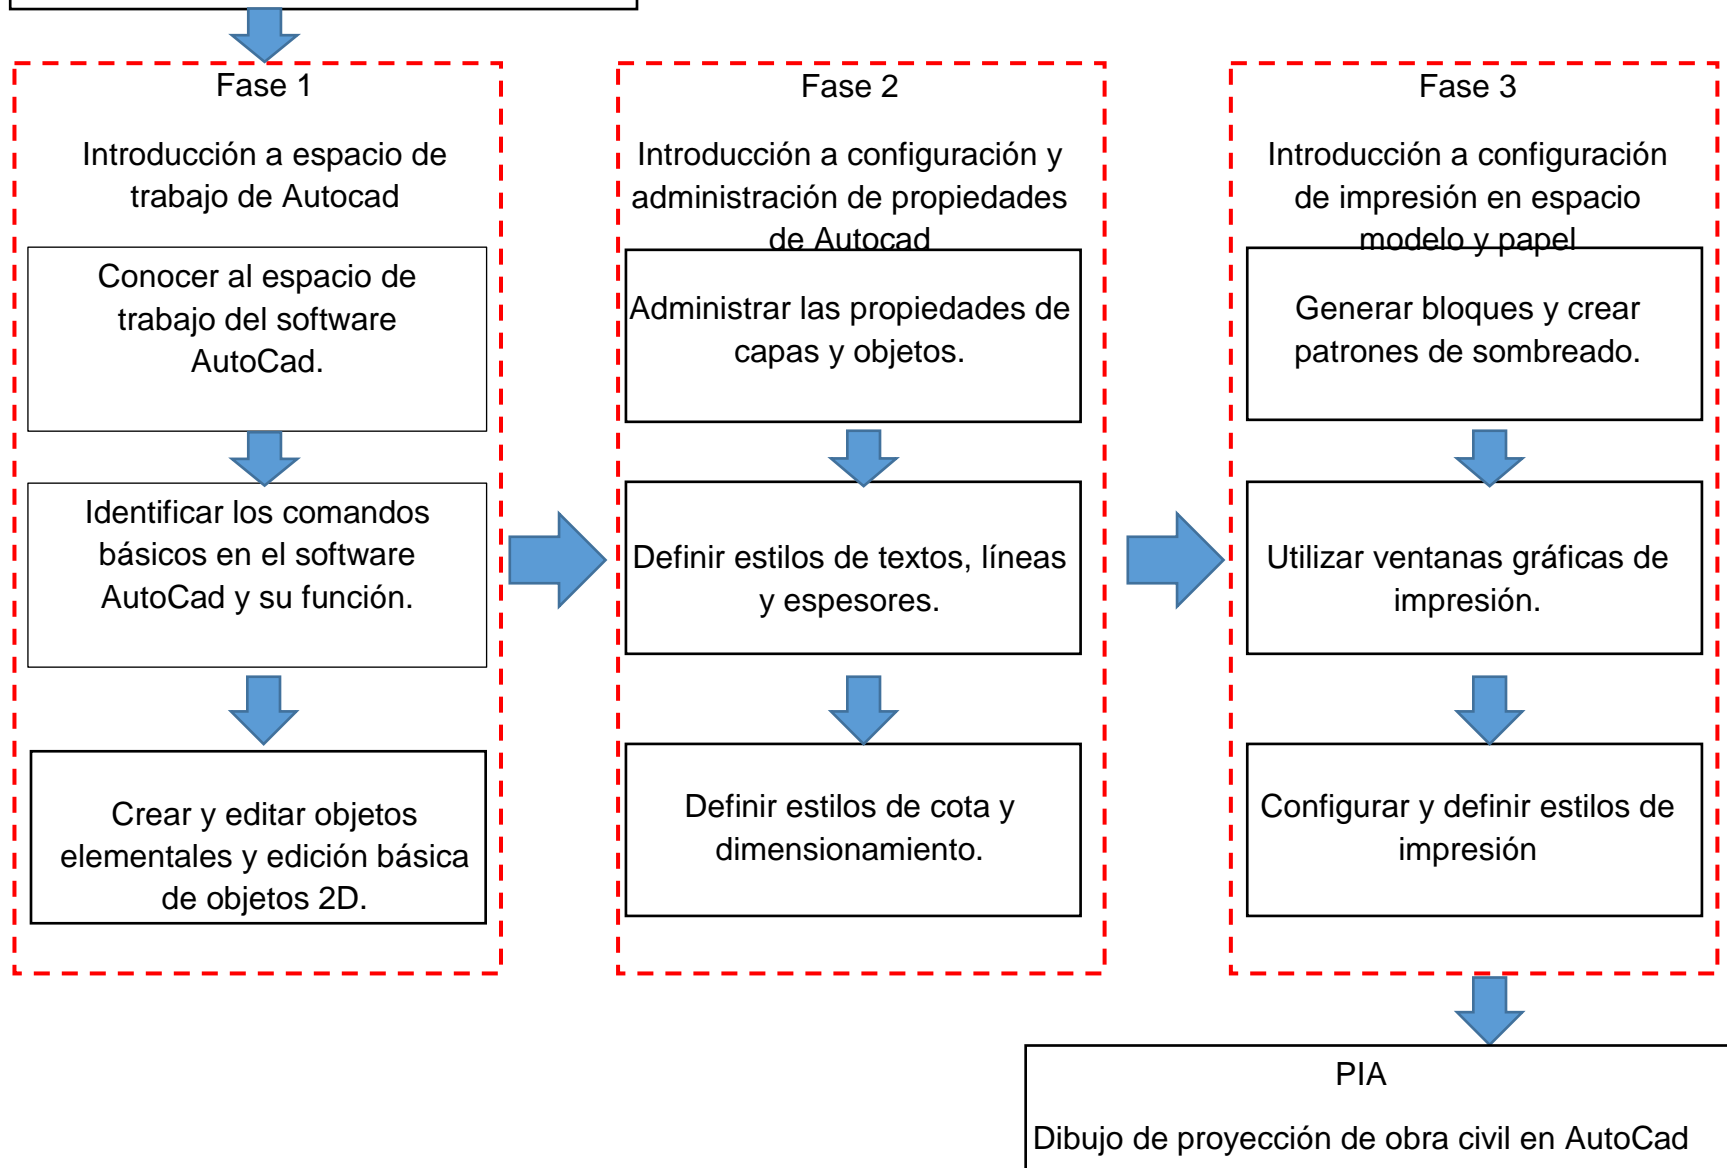 Fase 1
Introducción a espacio de
trabajo de Autocad
Conocer al espacio de
trabajo del software
AutoCad.
Identificar los comandos
básicos en el software
AutoCad y su función.
Crear y editar objetos
elementales y edición básica
de objetos 2D.
Fase 2
Introducción a configuración y
administración de propiedades
de Autocad
Administrar las propiedades de
capas y objetos.
Definir estilos de textos, líneas
y espesores.
Definir estilos de cota y
dimensionamiento.
Fase 3
Introducción a configuración
de impresión en espacio
modelo y papel
Generar bloques y crear
patrones de sombreado.
Utilizar ventanas gráficas de
impresión.
Configurar y definir estilos de
impresión
PIA
Dibujo de proyección de obra civil en AutoCad